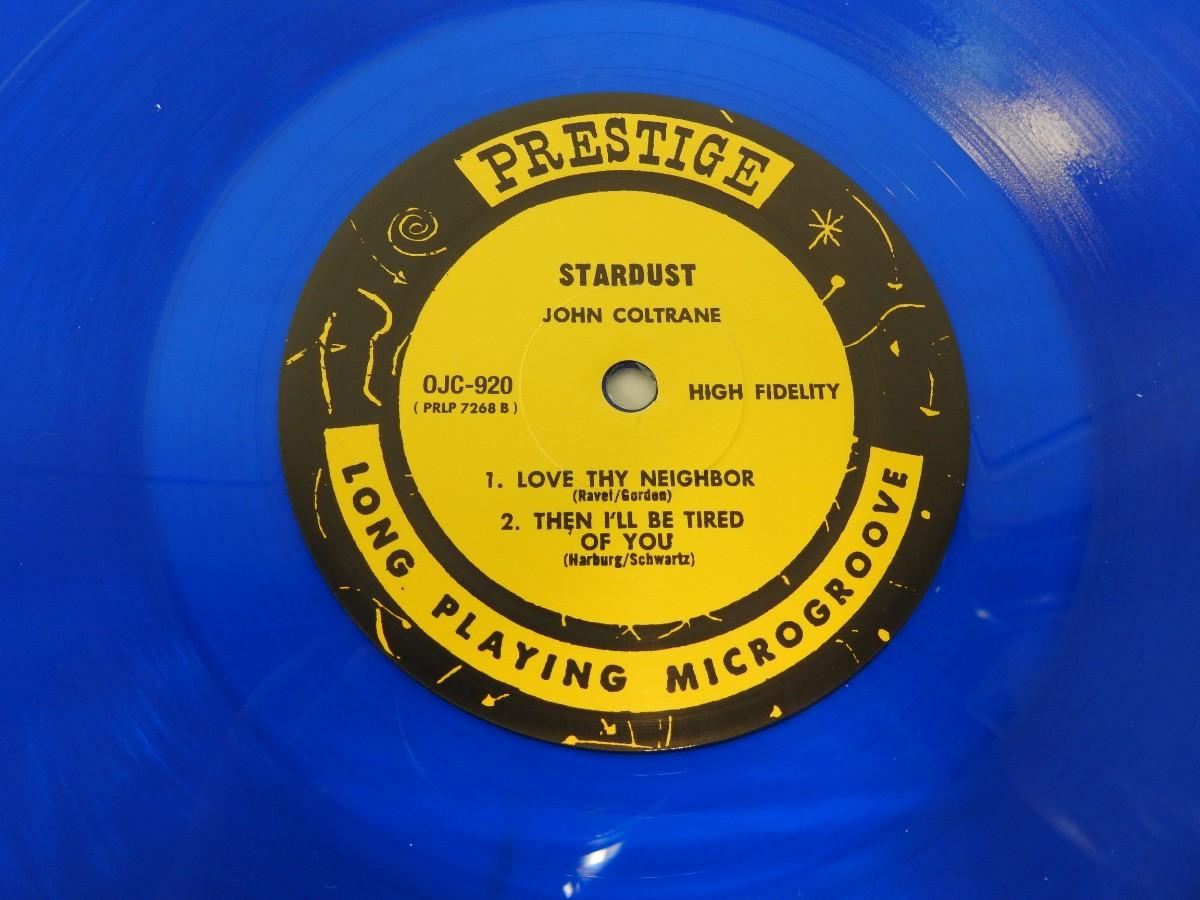 PRESTIGE
STARDUST
JOHN COLTRANE
OJC-920
( PRLP 7268 B )
HIGH FIDELITY
1. LOVE THY NEIGHBOR
(Ravel/Gordon)
2. THEN I'LL BE TIRED
OF YOU
(Harburg/Schwartz)
LONG PLAYING MICROGROOVE